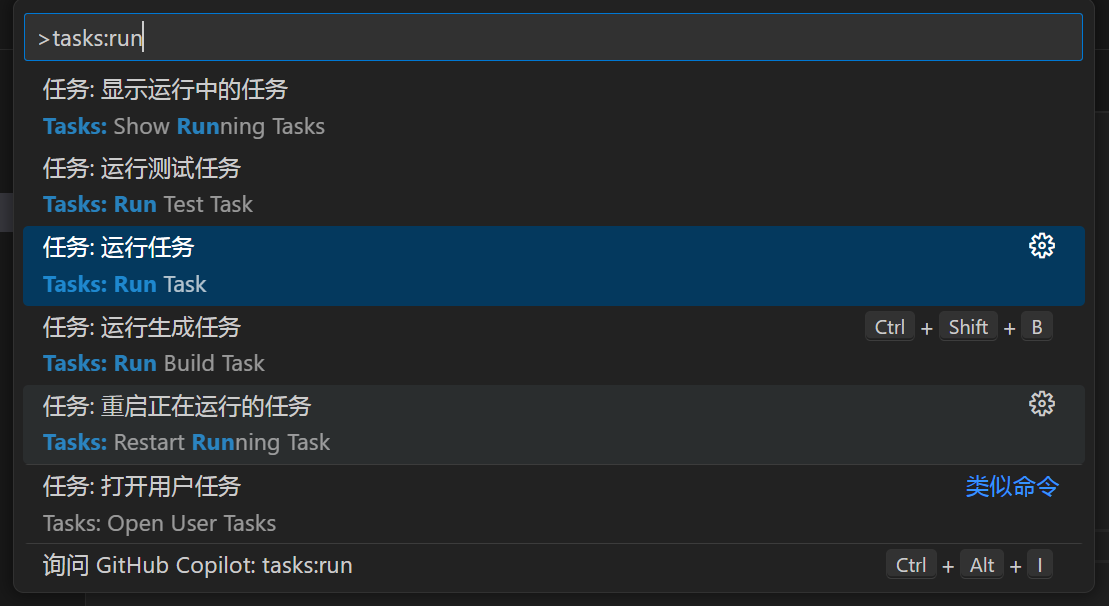 >tasks:run
任务: 显示运行中的任务
Tasks: Show Running Tasks
任务: 运行测试任务
Tasks: Run Test Task
任务: 运行任务
Tasks: Run Task
任务: 运行生成任务 Ctrl + Shift + B
Tasks: Run Build Task
任务: 重启正在运行的任务
Tasks: Restart Running Task
任务: 打开用户任务 类似命令
Tasks: Open User Tasks
询问 GitHub Copilot: tasks:run Ctrl + Alt + I